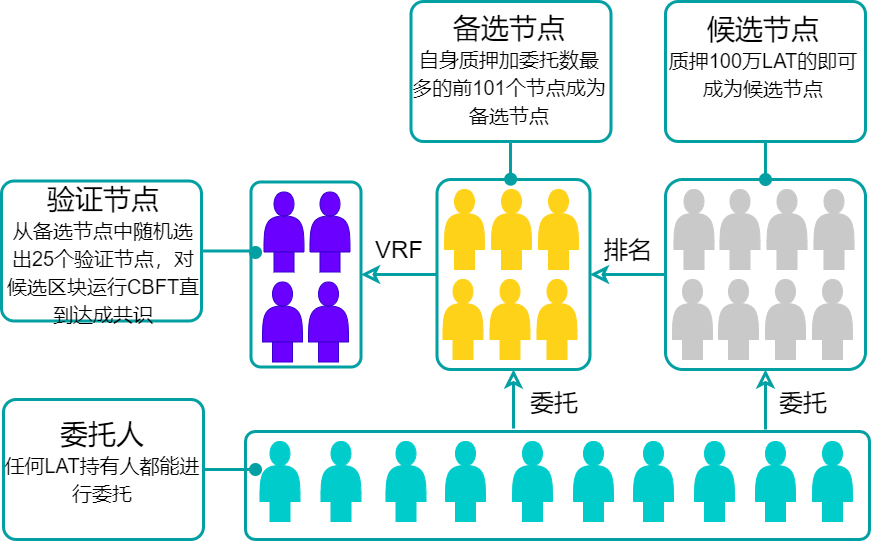 备选节点
自身质押加委托数最
多的前101个节点成为
备选节点
候选节点
质押100万LAT的即可
成为候选节点
验证节点
从备选节点中随机选
出25个验证节点，对
候选区块运行CBFT直
到达成共识
VRF
排名
委托
委托
委托人
任何LAT持有人都能进
行委托